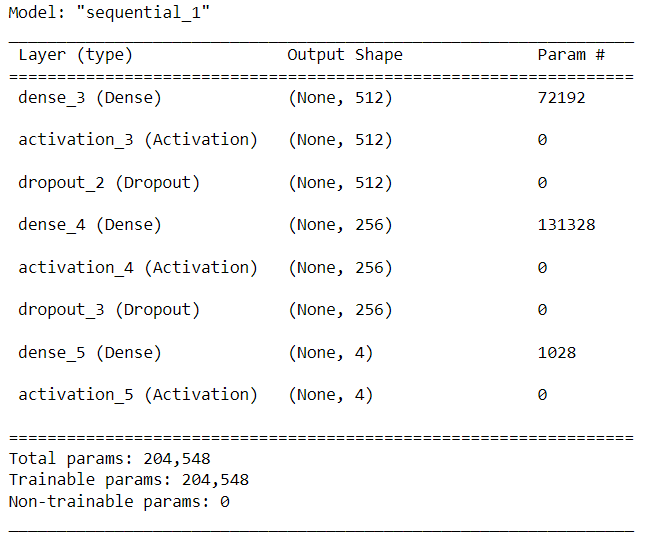 Model: "sequential_1"
_________________________________________________________________
Layer (type) Output Shape Param #
=================================================================
dense_3 (Dense) (None, 512) 72192
activation_3 (Activation) (None, 512) 0
dropout_2 (Dropout) (None, 512) 0
dense_4 (Dense) (None, 256) 131328
activation_4 (Activation) (None, 256) 0
dropout_3 (Dropout) (None, 256) 0
dense_5 (Dense) (None, 4) 1028
activation_5 (Activation) (None, 4) 0
=================================================================
Total params: 204,548
Trainable params: 204,548
Non-trainable params: 0
_________________________________________________________________